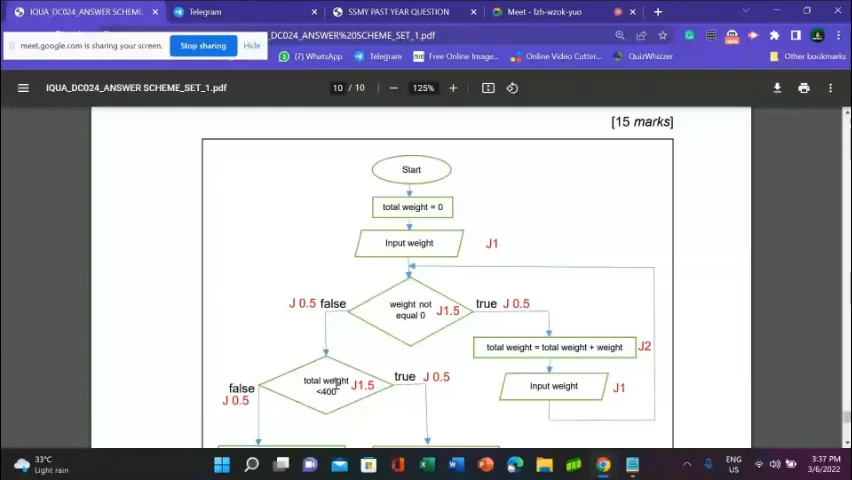 IQUA_DC024_ANSWER SCHEME
Telegram
SSMY PAST YEAR QUESTION
Meet - fzh-wzok-yuo
_DC024_ANSWER%20SCHEME_SET_1.pdf
meet.google.com is sharing your screen.
Stop sharing
Hide
(7) WhatsApp
Telegram
Free Online Image...
Online Video Cutter...
QuizWhizzer
Other bookmarks
IQUA_DC024_ANSWER SCHEME_SET_1.pdf
10 / 10
125%
[15 marks]
Start
total weight = 0
Input weight
J1
J 0.5 false
weight not
equal 0
J1.5
true J 0.5
total weight = total weight + weight
J2
Input weight
J1
false
J 0.5
total weight
<400
J1.5
true J 0.5
33°C
Light rain
ENG
US
3:37 PM
3/6/2022